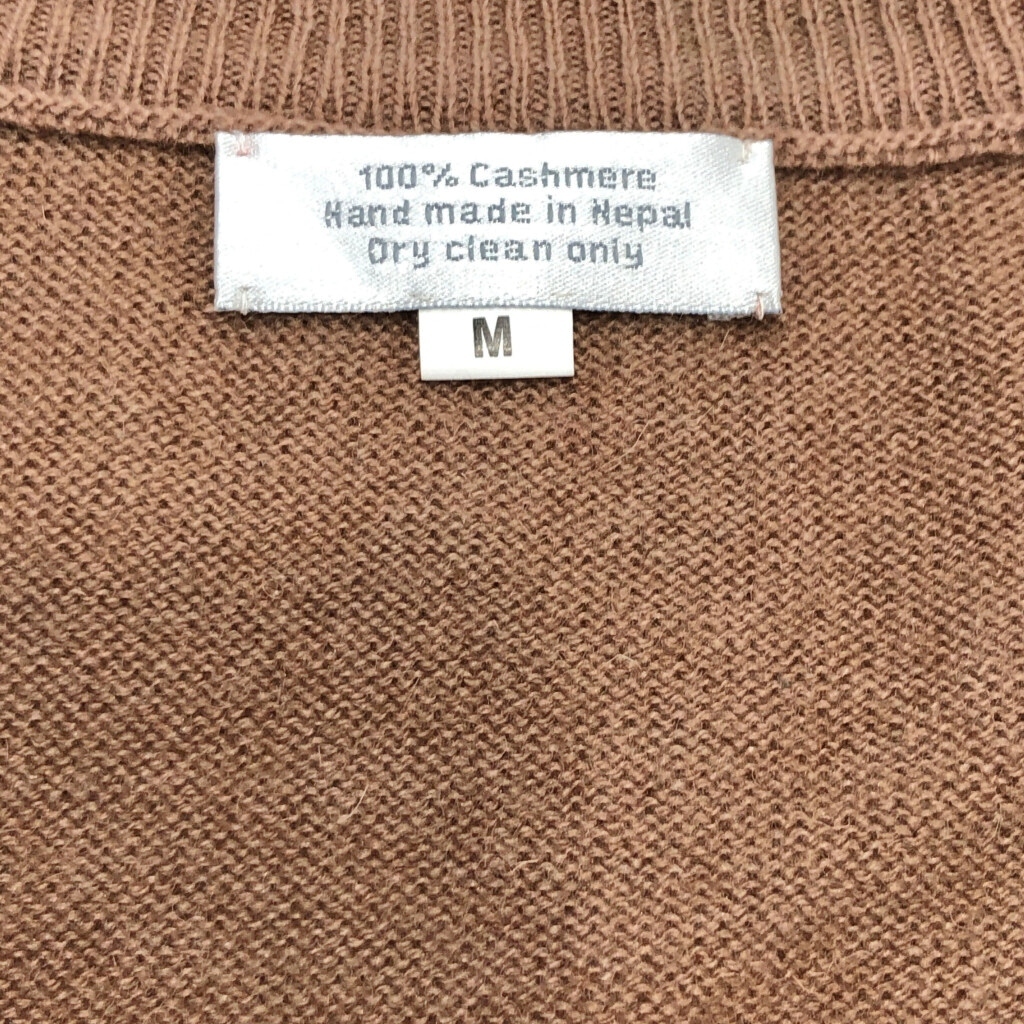 100% Cashmere
Hand made in Nepal
Dry clean only
M